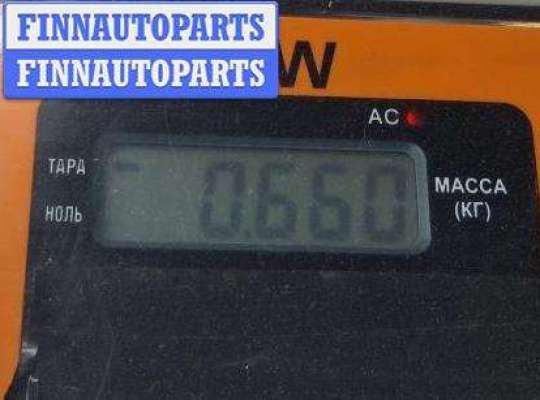 FINNAUTOPARTS
FINNAUTOPARTS
W
AC
ТАРА
0.660
МАССА
(КГ)
НОЛЬ